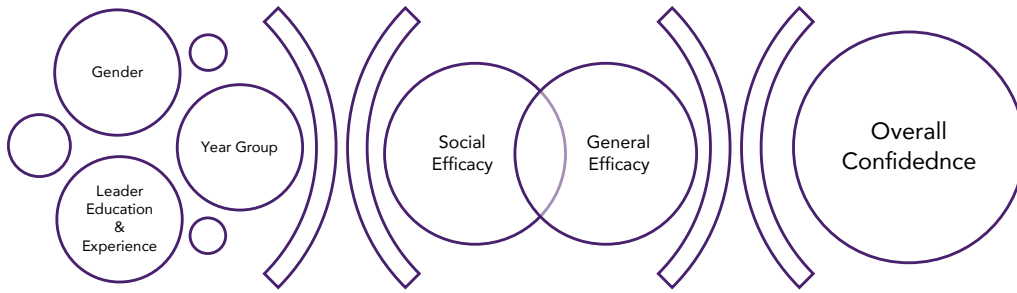 Gender
Year Group
Leader
Education
&
Experience
Social
Efficacy
General
Efficacy
Overall
Confidednce